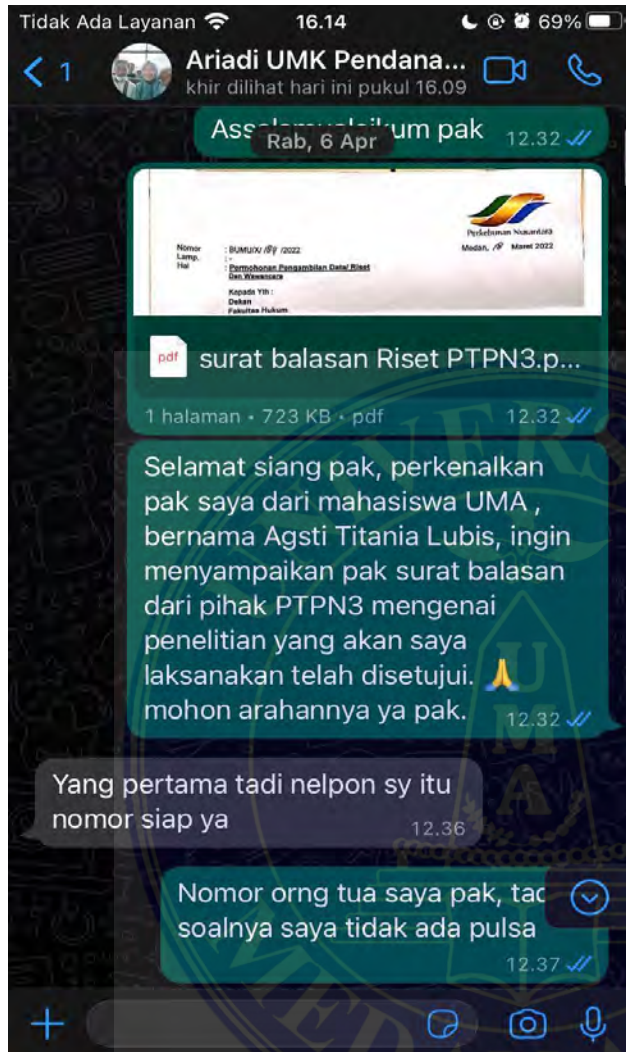 Tidak Ada Layanan 16.14 69%
1 Ariadi UMK Pendana...
khir dilihat hari ini pukul 16.09
pak 12.32
Rab, 6 Apr
Perkebunan Nusantara
Nomor : BUMU/X/ /2022 Medan, Maret 2022
Lamp. : -
Hal : Permohonan Pengambilan Data/ Riset
Dan Wawancara
Kepada Yth :
Dekan
Fakultas Hukum
pdf surat balasan Riset PTPN3.p...
1 halaman • 723 KB • pdf 12.32
Selamat siang pak, perkenalkan
pak saya dari mahasiswa UMA ,
bernama Agsti Titania Lubis, ingin
menyampaikan pak surat balasan
dari pihak PTPN3 mengenai
penelitian yang akan saya
laksanakan telah disetujui. 🙏
mohon arahannya ya pak. 12.32
Yang pertama tadi nelpon sy itu
nomor siap ya 12.36
Nomor orng tua saya pak,
soalnya saya tidak ada pulsa
12.37
UMA